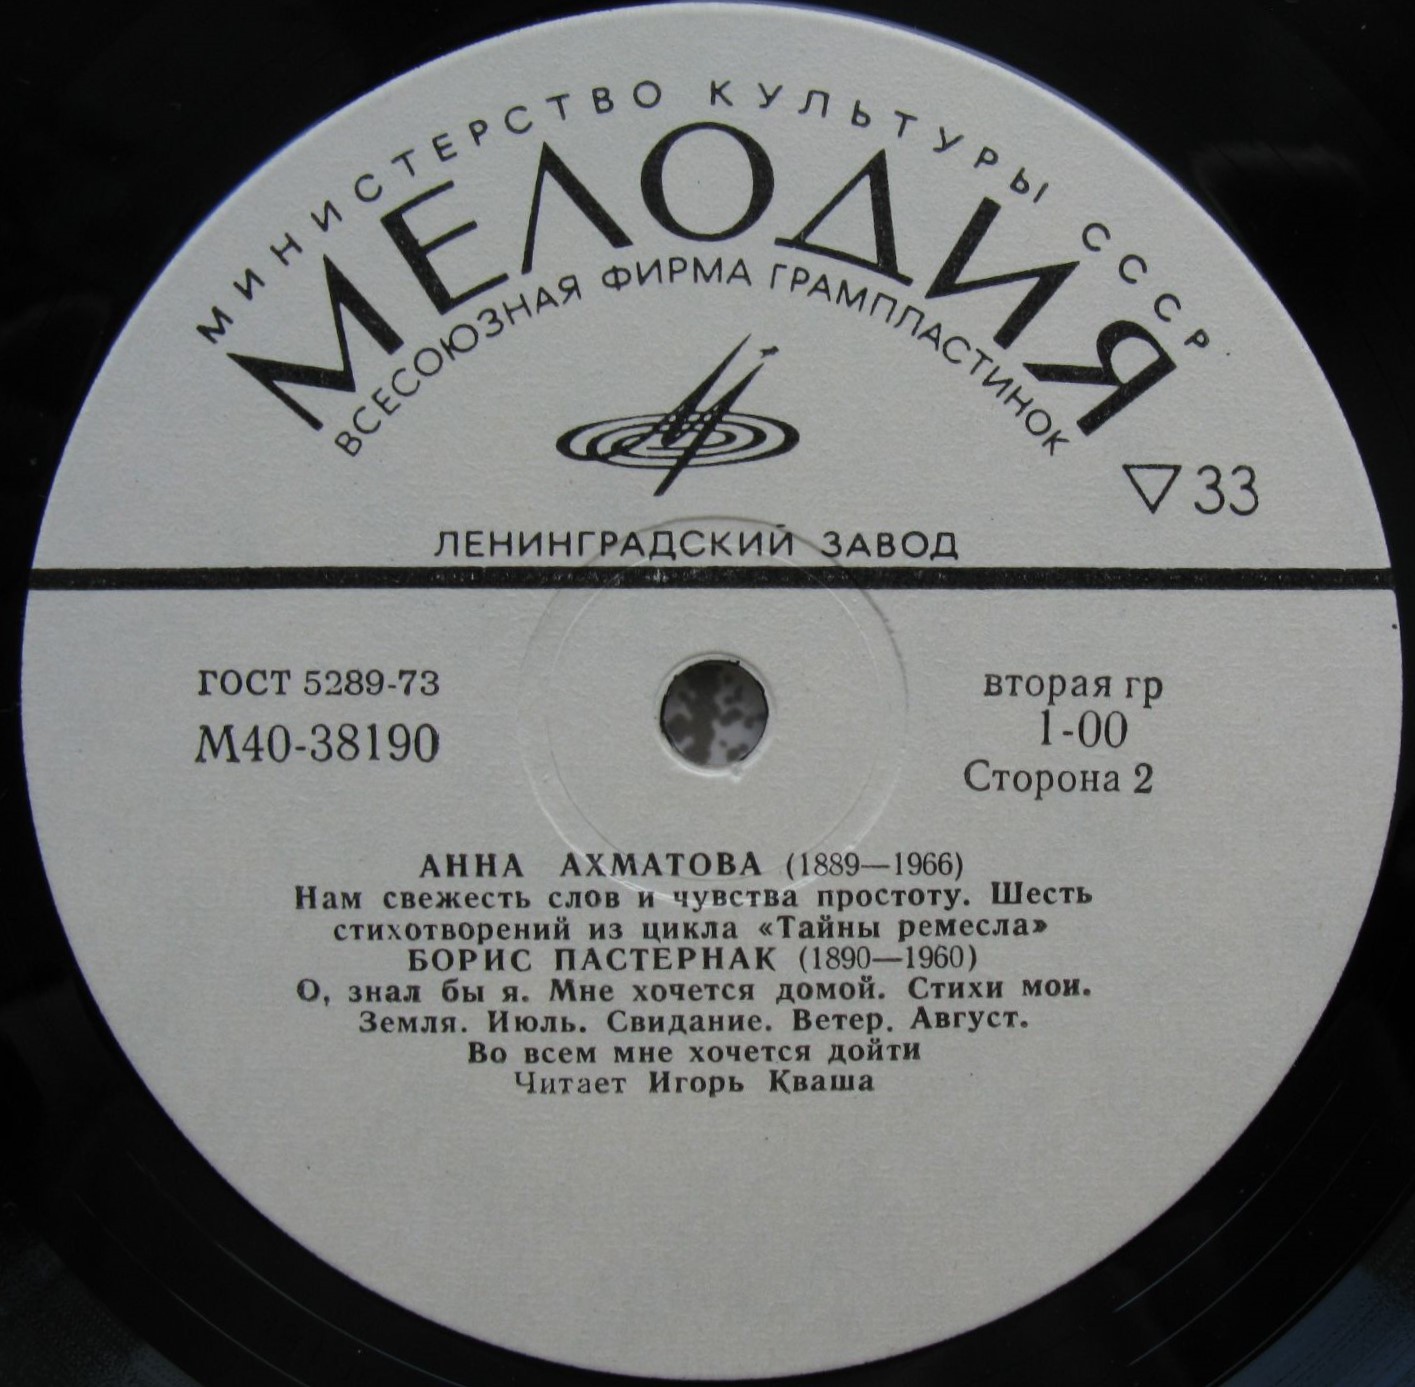 МИНИСТЕРСТВО КУЛЬТУРЫ СССР
МЕЛОДИЯ
ВСЕСОЮЗНАЯ ФИРМА ГРАМПЛАСТИНОК
33
ЛЕНИНГРАДСКИЙ ЗАВОД
ГОСТ 5289-73
М40-38190
вторая гр
1-00
Сторона 2
АННА АХМАТОВА (1889—1966)
Нам свежесть слов и чувства простоту. Шесть
стихотворений из цикла «Тайны ремесла»
БОРИС ПАСТЕРНАК (1890—1960)
О, знал бы я. Мне хочется домой. Стихи мои.
Земля. Июль. Свидание. Ветер. Август.
Во всем мне хочется дойти
Читает Игорь Кваша